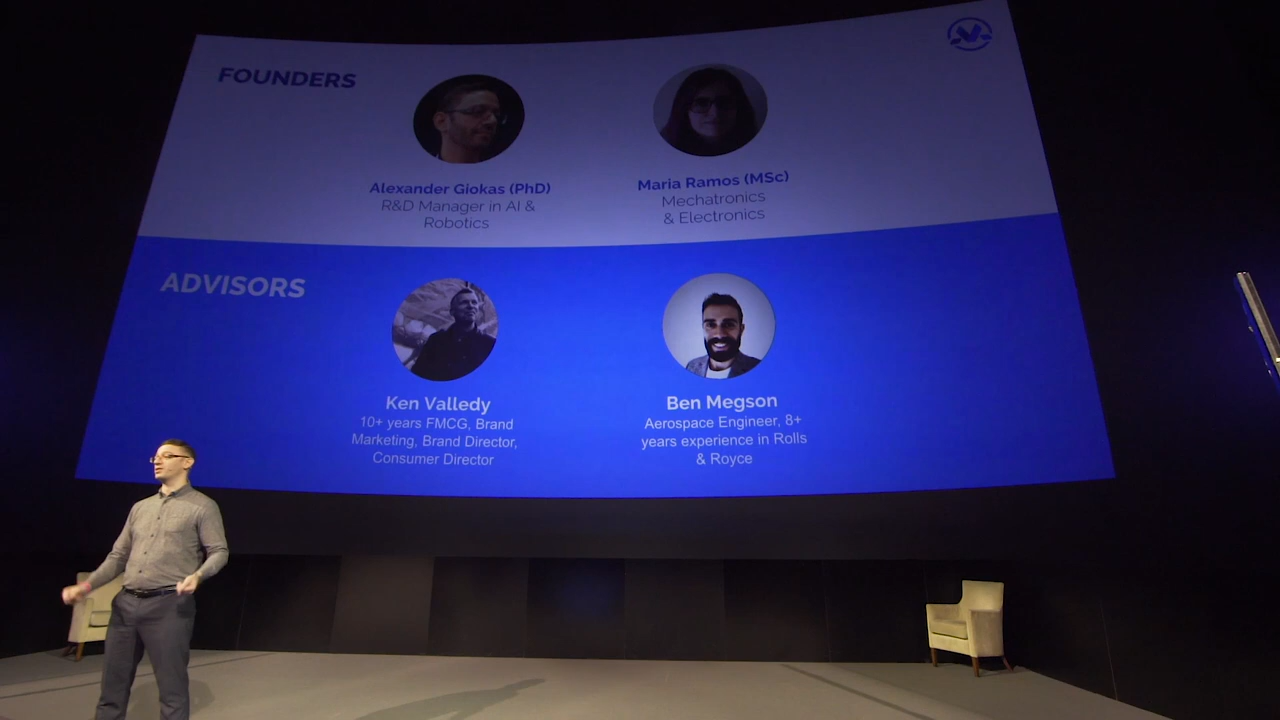 FOUNDERS
Alexander Giokas (PhD)
R&D Manager in AI &
Robotics
Maria Ramos (MSc)
Mechatronics
& Electronics
ADVISORS
Ken Valledy
10+ years FMCG, Brand
Marketing, Brand Director,
Consumer Director
Ben Megson
Aerospace Engineer, 8+
years experience in Rolls
& Royce